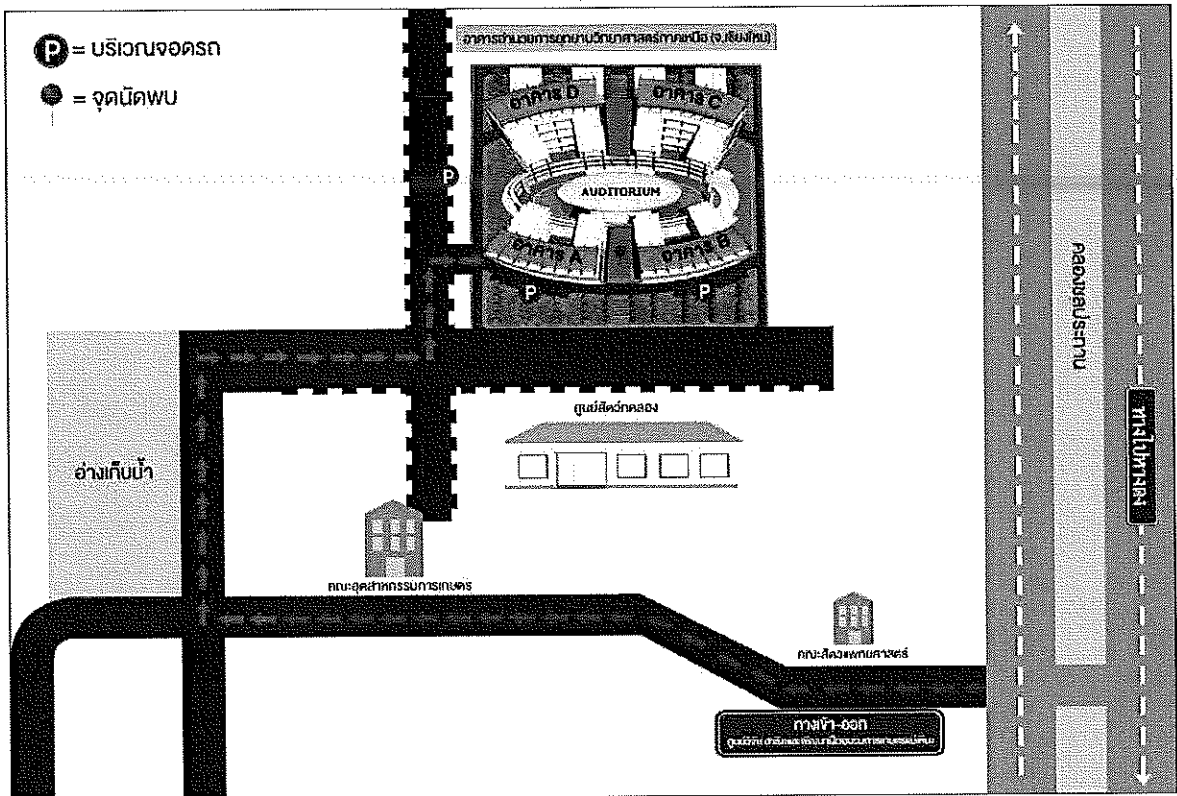 P = บริเวณจอดรถ
= จุดนัดพบ
อาคารอำนวยการอุทยานวิทยาศาสตร์ภาคเหนือ (จ.เชียงใหม่)
อาคาร D
อาคาร C
P
AUDITORIUM
อาคาร A
อาคาร B
P
P
คลองชลประทาน
ทางไปหางดง
ศูนย์สัตว์ทดลอง
อ่างเก็บน้ำ
คณะอุตสาหกรรมการเกษตร
คณะสัตวแพทยศาสตร์
ทางเข้า-ออก